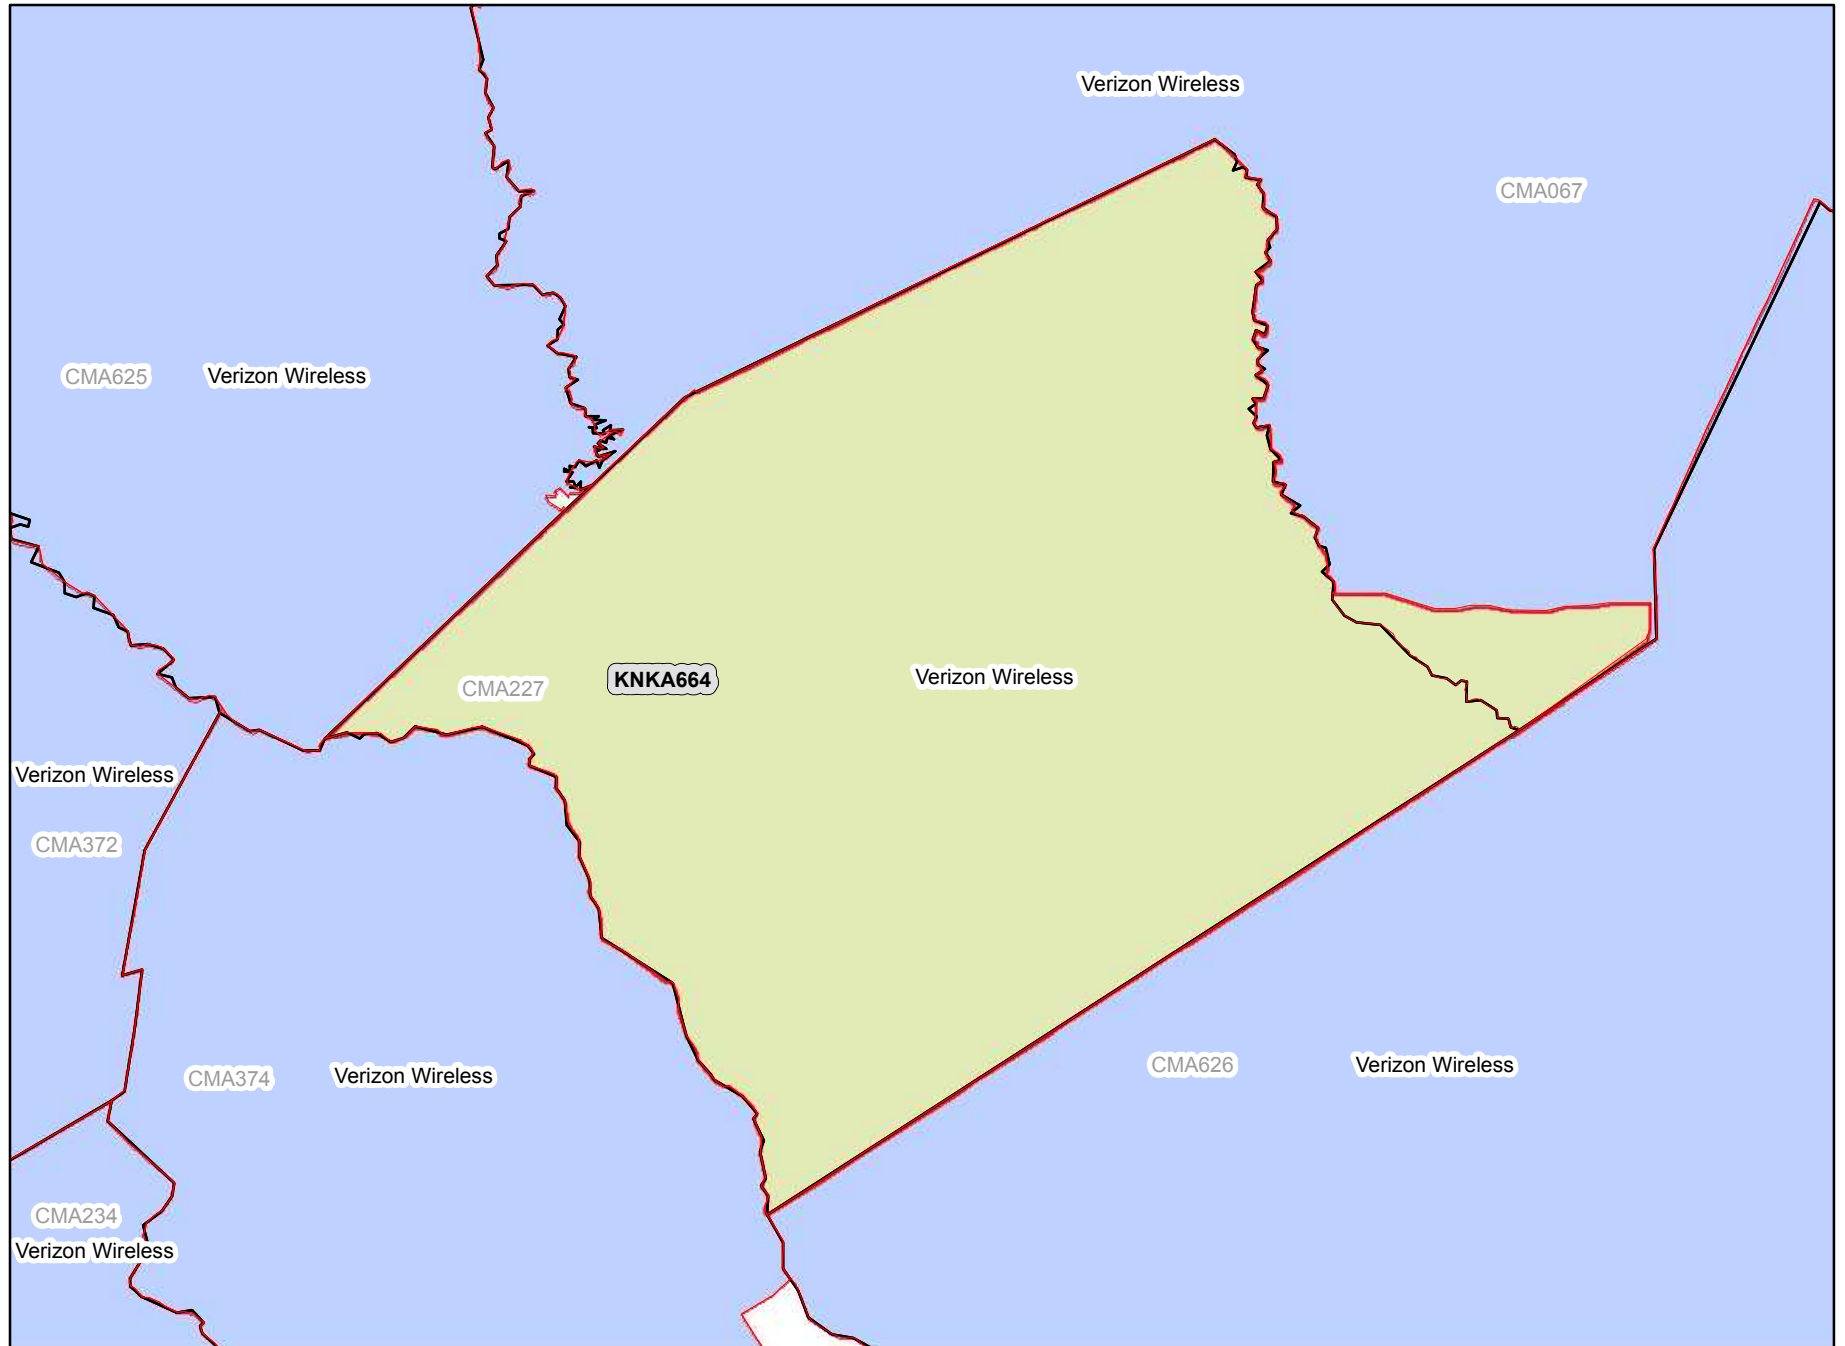 Verizon Wireless
CMA067
CMA625 Verizon Wireless
CMA227 KNKA664 Verizon Wireless
Verizon Wireless
CMA372
CMA374 Verizon Wireless
CMA626 Verizon Wireless
CMA234
Verizon Wireless